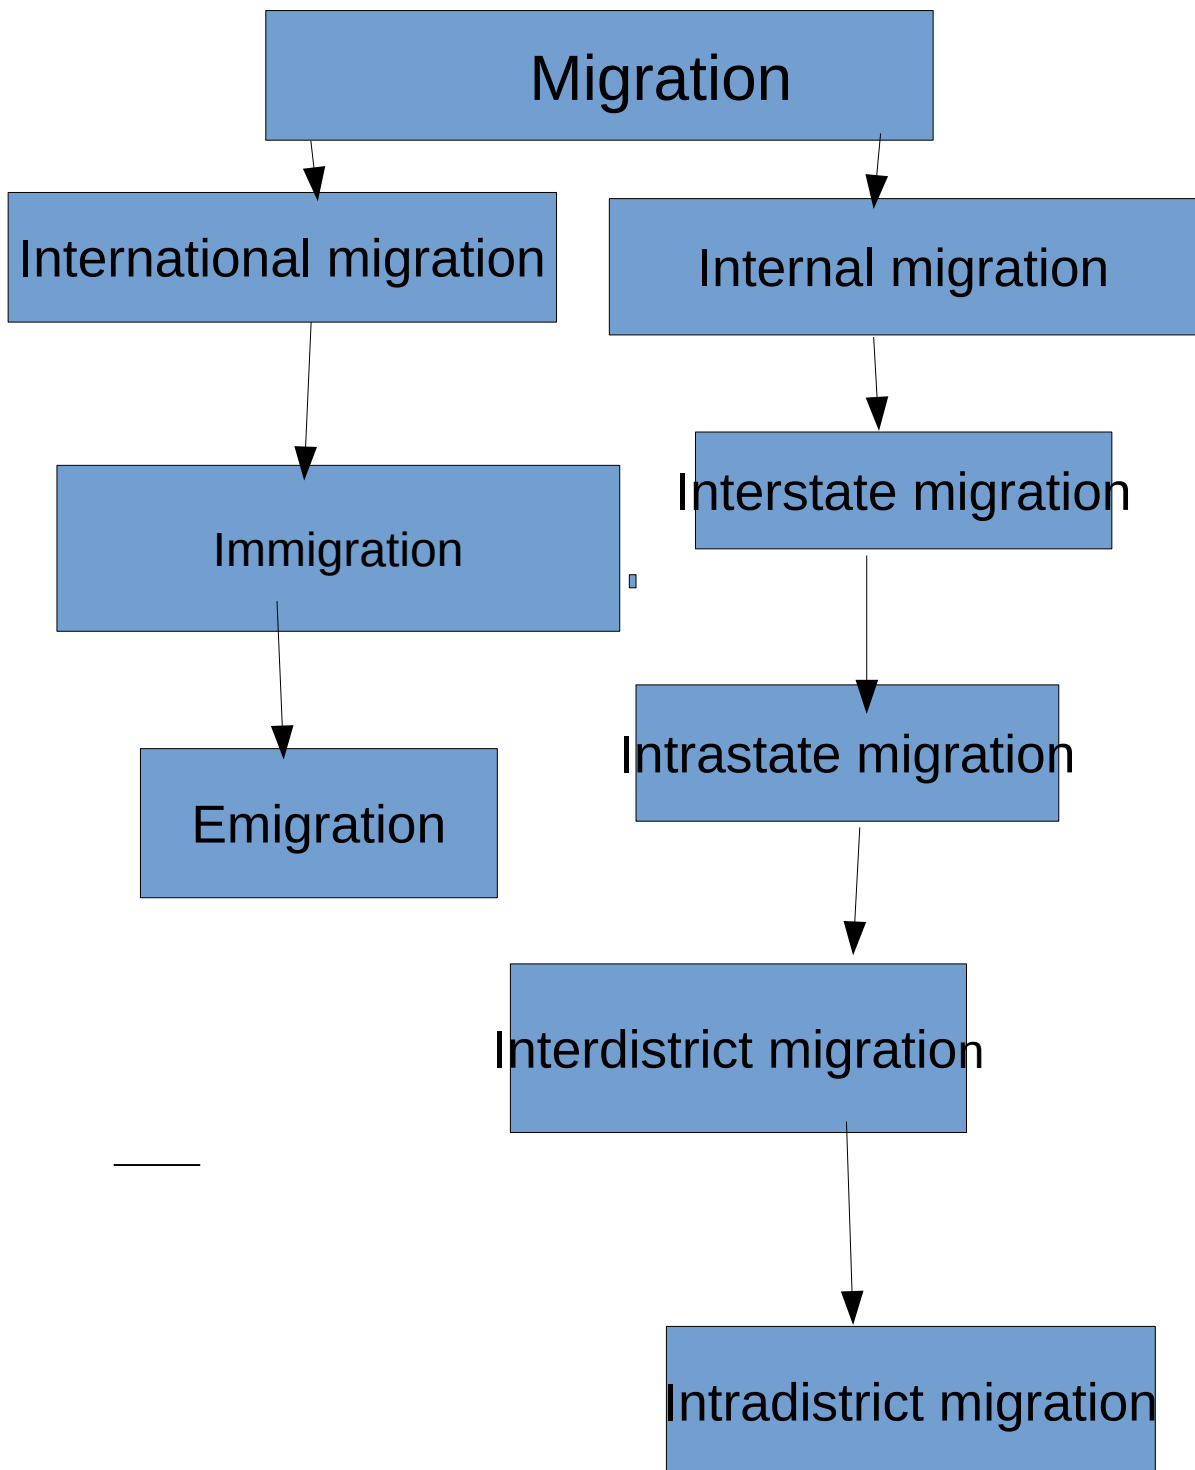 Migration
International migration
Internal migration
Immigration
Interstate migration
Emigration
Intrastate migration
Interdistrict migration
Intradistrict migration